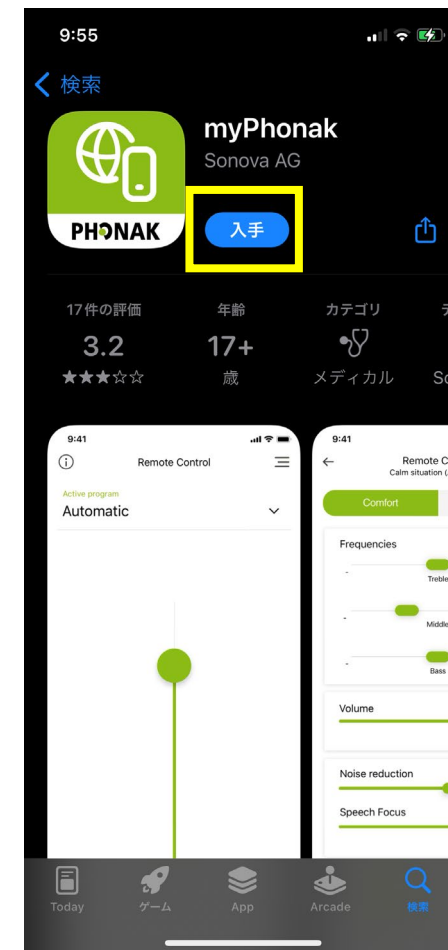 9:55
検索
myPhonak
Sonova AG
PHONAK
入手
17件の評価
年齢
カテゴリ
3.2
17+
歳
メディカル
9:41
Remote Control
Active program
Automatic
9:41
Comfort
Frequencies
Treble
Middle
Bass
Volume
Noise reduction
Speech Focus
Today
ゲーム
App
Arcade
検索